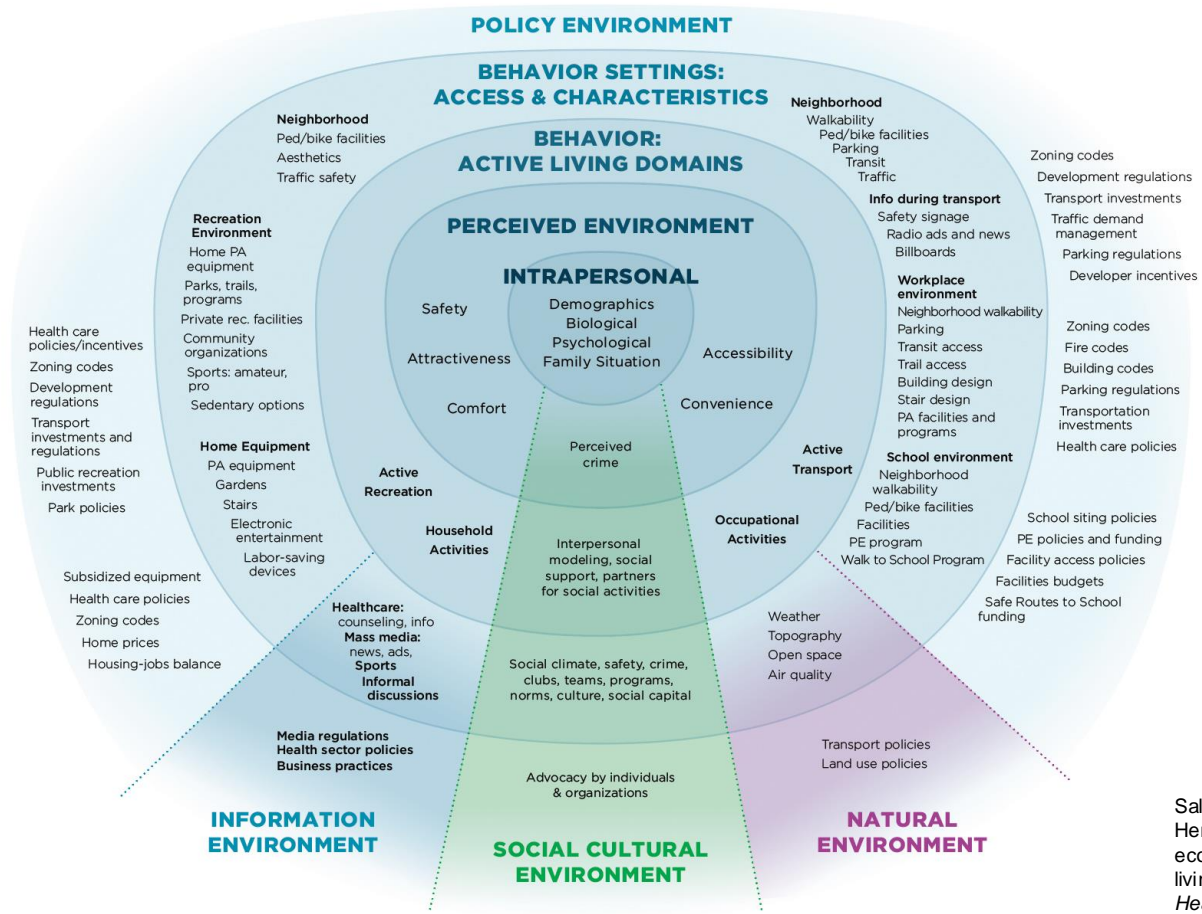 POLICY ENVIRONMENT
BEHAVIOR SETTINGS:
ACCESS & CHARACTERISTICS
BEHAVIOR:
ACTIVE LIVING DOMAINS
PERCEIVED ENVIRONMENT
INTRAPERSONAL
Demographics
Biological
Psychological
Family Situation
Safety
Attractiveness
Comfort
Accessibility
Convenience
Perceived
crime
Active
Recreation
Household
Activities
Active
Transport
Occupational
Activities
Interpersonal
modeling, social
support, partners
for social activities
Neighborhood
Ped/bike facilities
Aesthetics
Traffic safety
Recreation
Environment
Home PA
equipment
Parks, trails,
programs
Private rec. facilities
Community
organizations
Sports: amateur,
pro
Sedentary options
Home Equipment
PA equipment
Gardens
Stairs
Electronic
entertainment
Labor-saving
devices
Neighborhood
Walkability
Ped/bike facilities
Parking
Transit
Traffic
Info during transport
Safety signage
Radio ads and news
Billboards
Workplace
environment
Neighborhood walkability
Parking
Transit access
Trail access
Building design
Stair design
PA facilities and
programs
School environment
Neighborhood
walkability
Ped/bike facilities
Facilities
PE program
Walk to School Program
Health care
policies/incentives
Zoning codes
Development
regulations
Transport
investments and
regulations
Public recreation
investments
Park policies
Subsidized equipment
Health care policies
Zoning codes
Home prices
Housing-jobs balance
Zoning codes
Development regulations
Transport investments
Traffic demand
management
Parking regulations
Developer incentives
Zoning codes
Fire codes
Building codes
Parking regulations
Transportation
investments
Health care policies
School siting policies
PE policies and funding
Facility access policies
Facilities budgets
Safe Routes to School
funding
Healthcare:
counseling, info
Mass media:
news, ads,
Sports
Informal
discussions
Media regulations
Health sector policies
Business practices
INFORMATION
ENVIRONMENT
Social climate, safety, crime,
clubs, teams, programs,
norms, culture, social capital
Advocacy by individuals
& organizations
SOCIAL CULTURAL
ENVIRONMENT
Weather
Topography
Open space
Air quality
Transport policies
Land use policies
NATURAL
ENVIRONMENT
Sal
Her
eco
livin
Hea